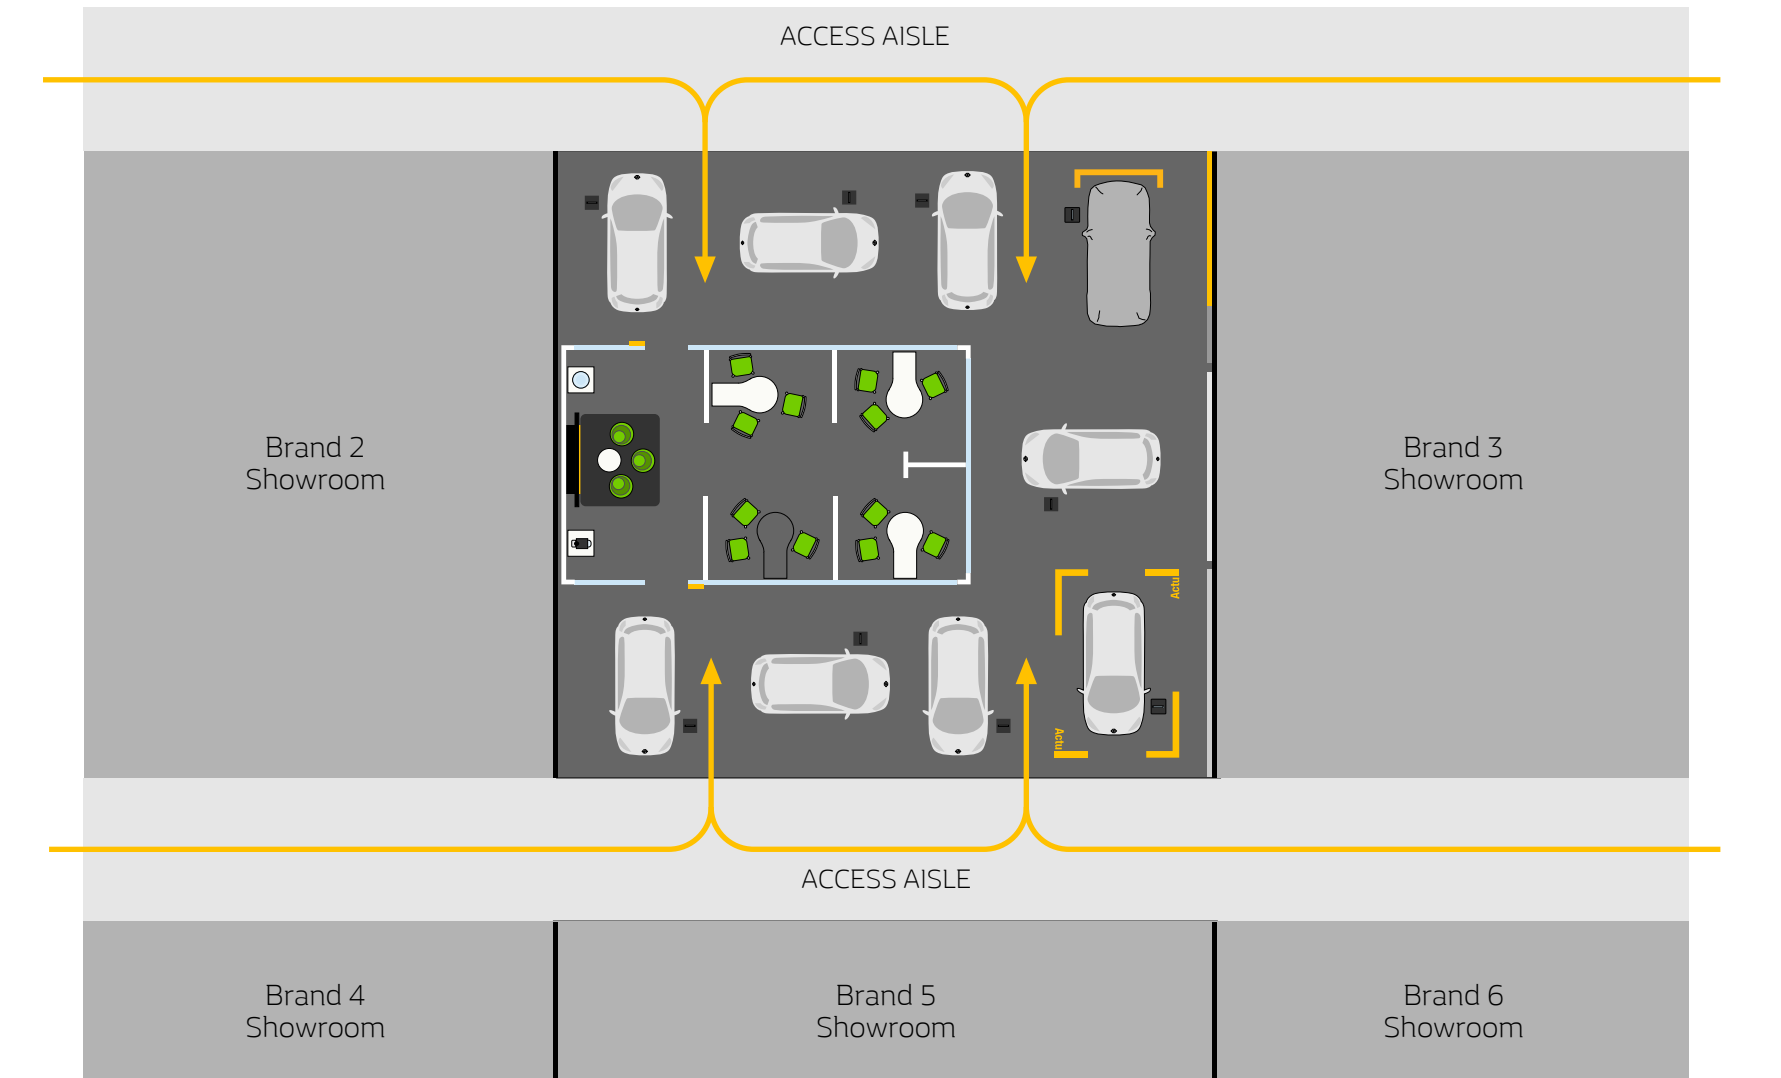 ACCESS AISLE
Brand 2
Showroom
Brand 3
Showroom
Actu
Actu
ACCESS AISLE
Brand 4
Showroom
Brand 5
Showroom
Brand 6
Showroom